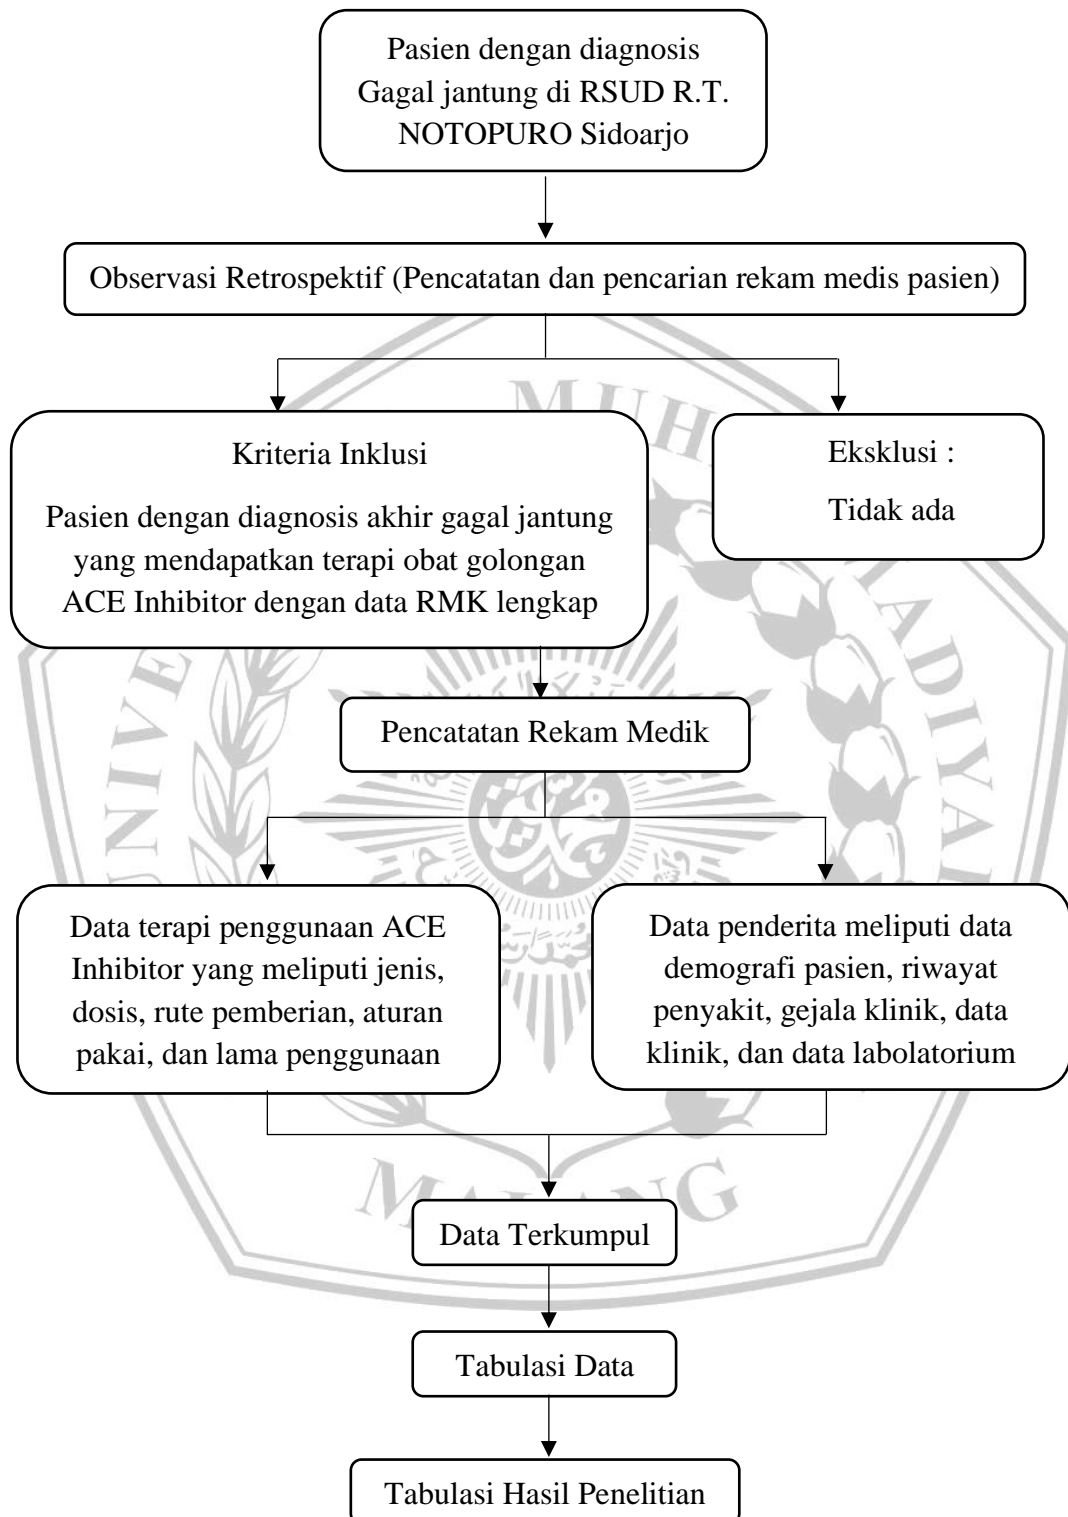 Pasien dengan diagnosis
Gagal jantung di RSUD R.T.
NOTOPURO Sidoarjo
Observasi Retrospektif (Pencatatan dan pencarian rekam medis pasien)
Kriteria Inklusi
Pasien dengan diagnosis akhir gagal jantung
yang mendapatkan terapi obat golongan
ACE Inhibitor dengan data RMK lengkap
Eksklusi :
Tidak ada
Pencatatan Rekam Medik
Data terapi penggunaan ACE
Inhibitor yang meliputi jenis,
dosis, rute pemberian, aturan
pakai, dan lama penggunaan
Data penderita meliputi data
demografi pasien, riwayat
penyakit, gejala klinik, data
klinik, dan data labolatorium
Data Terkumpul
Tabulasi Data
Tabulasi Hasil Penelitian